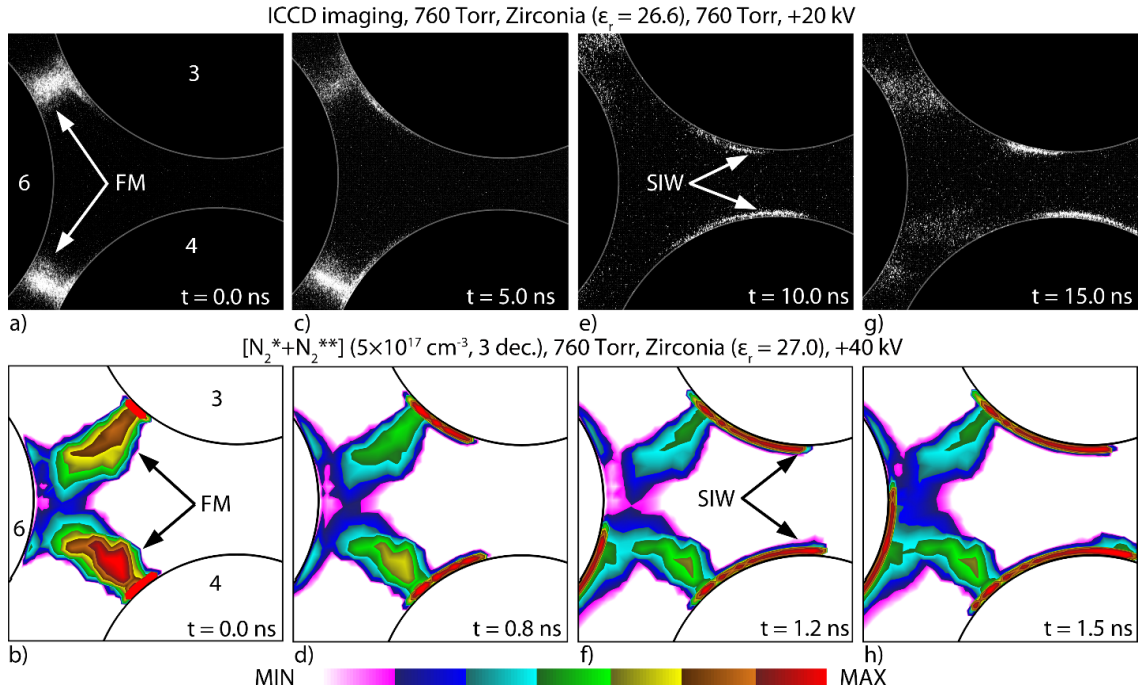 ICCD imaging, 760 Torr, Zirconia (εr = 26.6), 760 Torr, +20 kV
3
6
FM
4
t = 0.0 ns
a)
t = 5.0 ns
c)
SIW
t = 10.0 ns
e)
t = 15.0 ns
g)
[N2*+N2**] (5×10^17 cm^-3, 3 dec.), 760 Torr, Zirconia (εr = 27.0), +40 kV
3
FM
6
4
t = 0.0 ns
b)
t = 0.8 ns
d)
SIW
t = 1.2 ns
f)
t = 1.5 ns
h)
MIN MAX